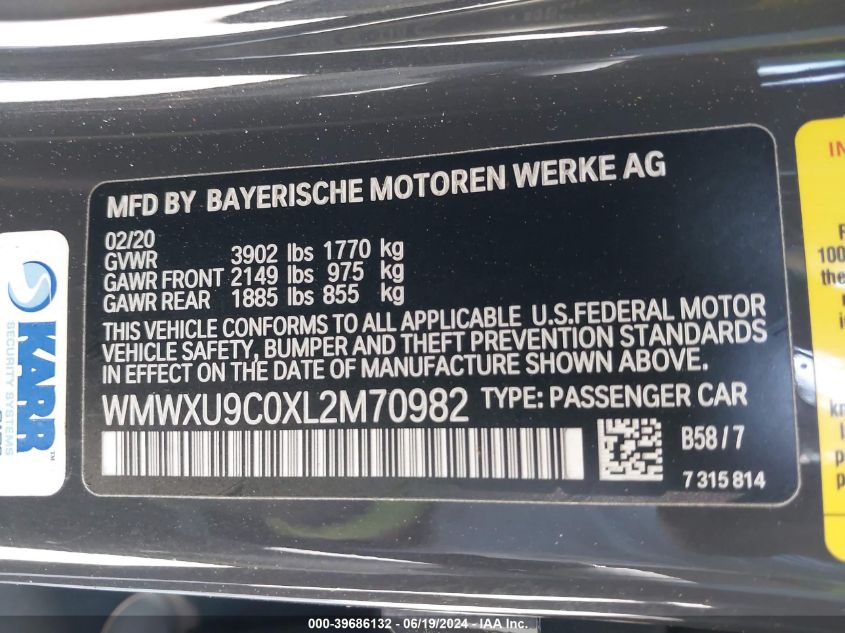 MFD BY BAYERISCHE MOTOREN WERKE AG
02/20
GVWR 3902 lbs 1770 kg
GAWR FRONT 2149 lbs 975 kg
GAWR REAR 1885 lbs 855 kg
THIS VEHICLE CONFORMS TO ALL APPLICABLE U.S.FEDERAL MOTOR
VEHICLE SAFETY, BUMPER AND THEFT PREVENTION STANDARDS
IN EFFECT ON THE DATE OF MANUFACTURE SHOWN ABOVE.
WMWXU9C0XL2M70982 TYPE: PASSENGER CAR
B58/7
7 315 814
KARR™
SECURITY SYSTEMS
000-39686132 - 06/19/2024 - IAA Inc.